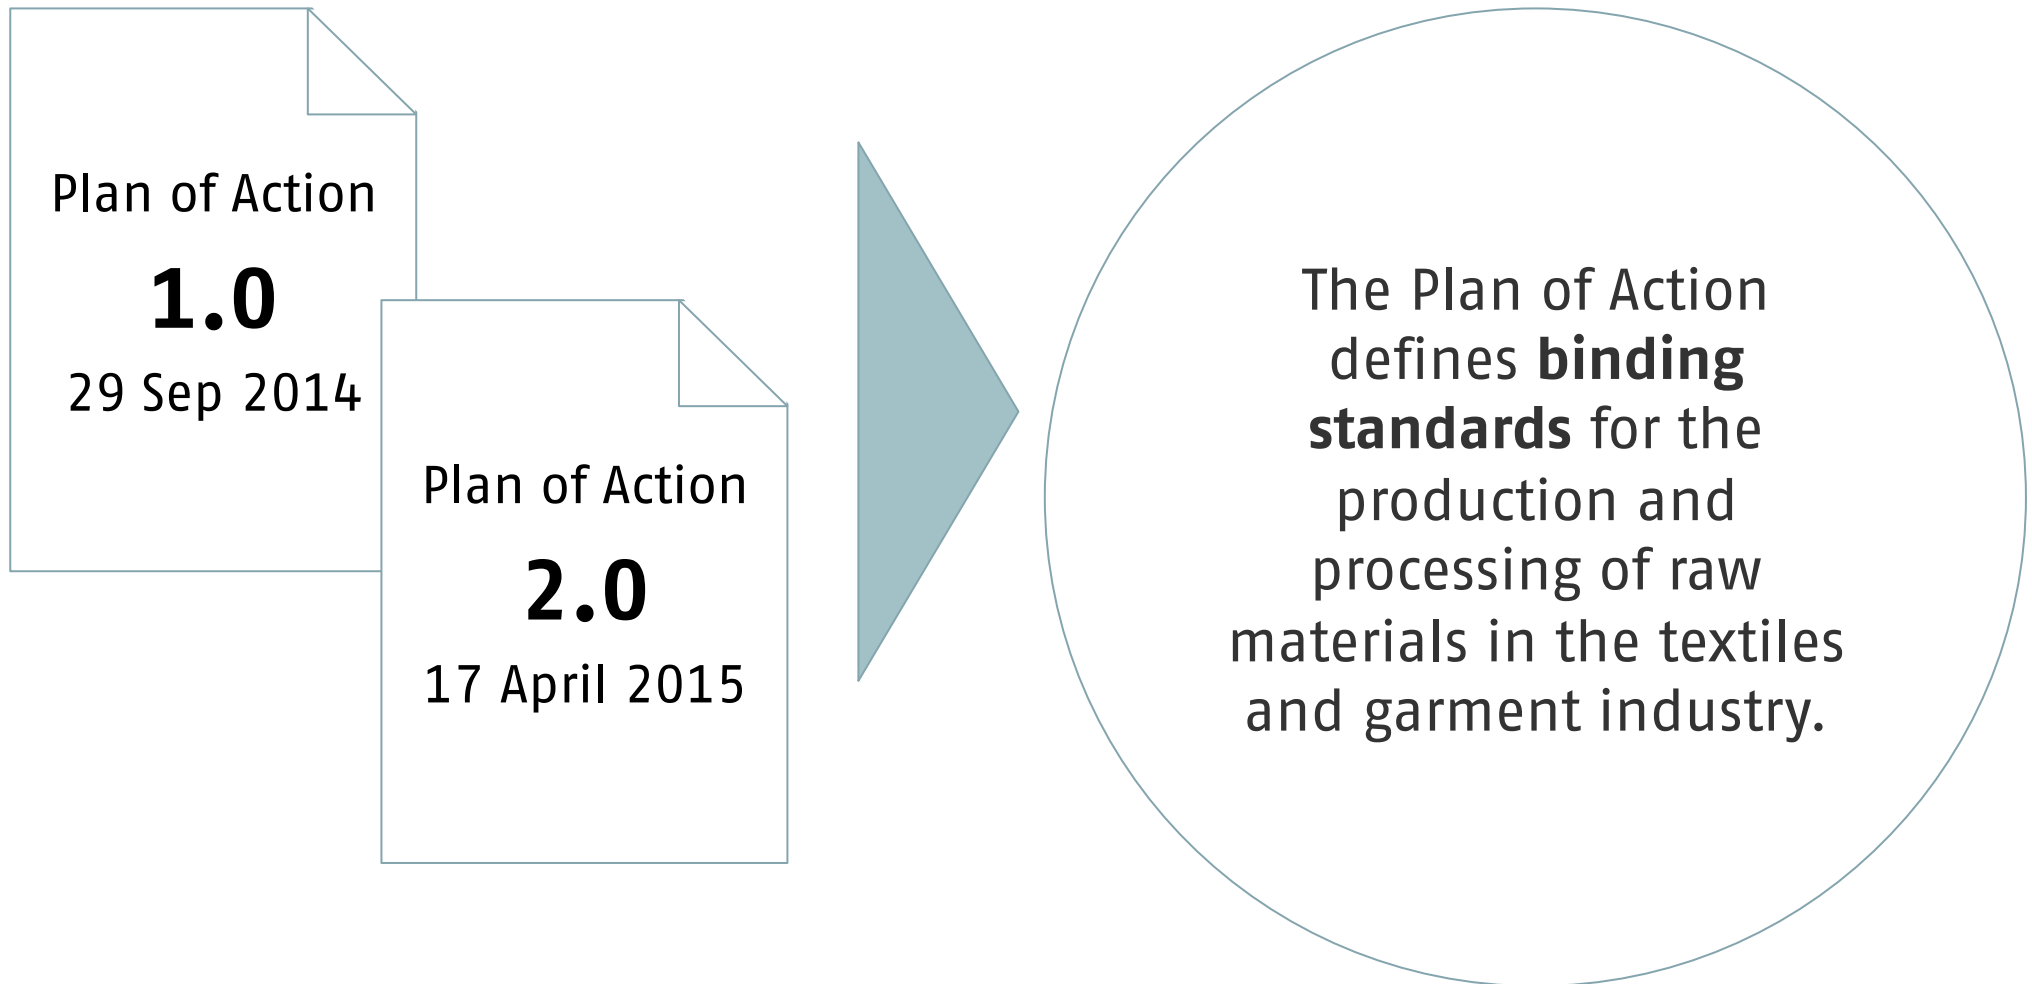 Plan of Action
1.0
29 Sep 2014
Plan of Action
2.0
17 April 2015
The Plan of Action
defines binding
standards for the
production and
processing of raw
materials in the textiles
and garment industry.